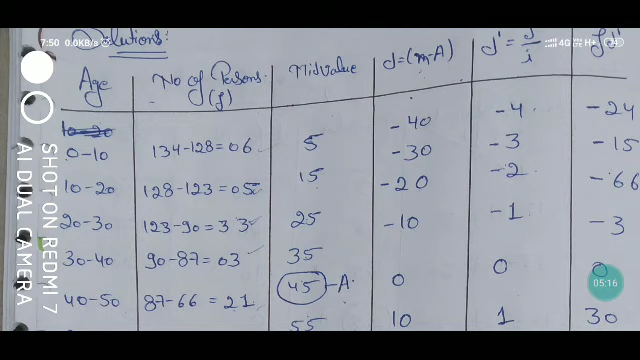 7:50 0.0KB/s 4G H+ 74
Solutions:
Age No of Persons (f) Midvalue d=(m-A) d'=d/i fd'
10-20
0-10 134-128=06 5 -40 -4 -24
10-20 128-123=05 15 -30 -3 -15
20-30 123-90=33 25 -20 -2 -66
30-40 90-87=03 35 -10 -1 -3
40-50 87-66=21 45-A 0 0 0
55 10 1 30
05:16
SHOT ON REDMI 7
AI DUAL CAMERA